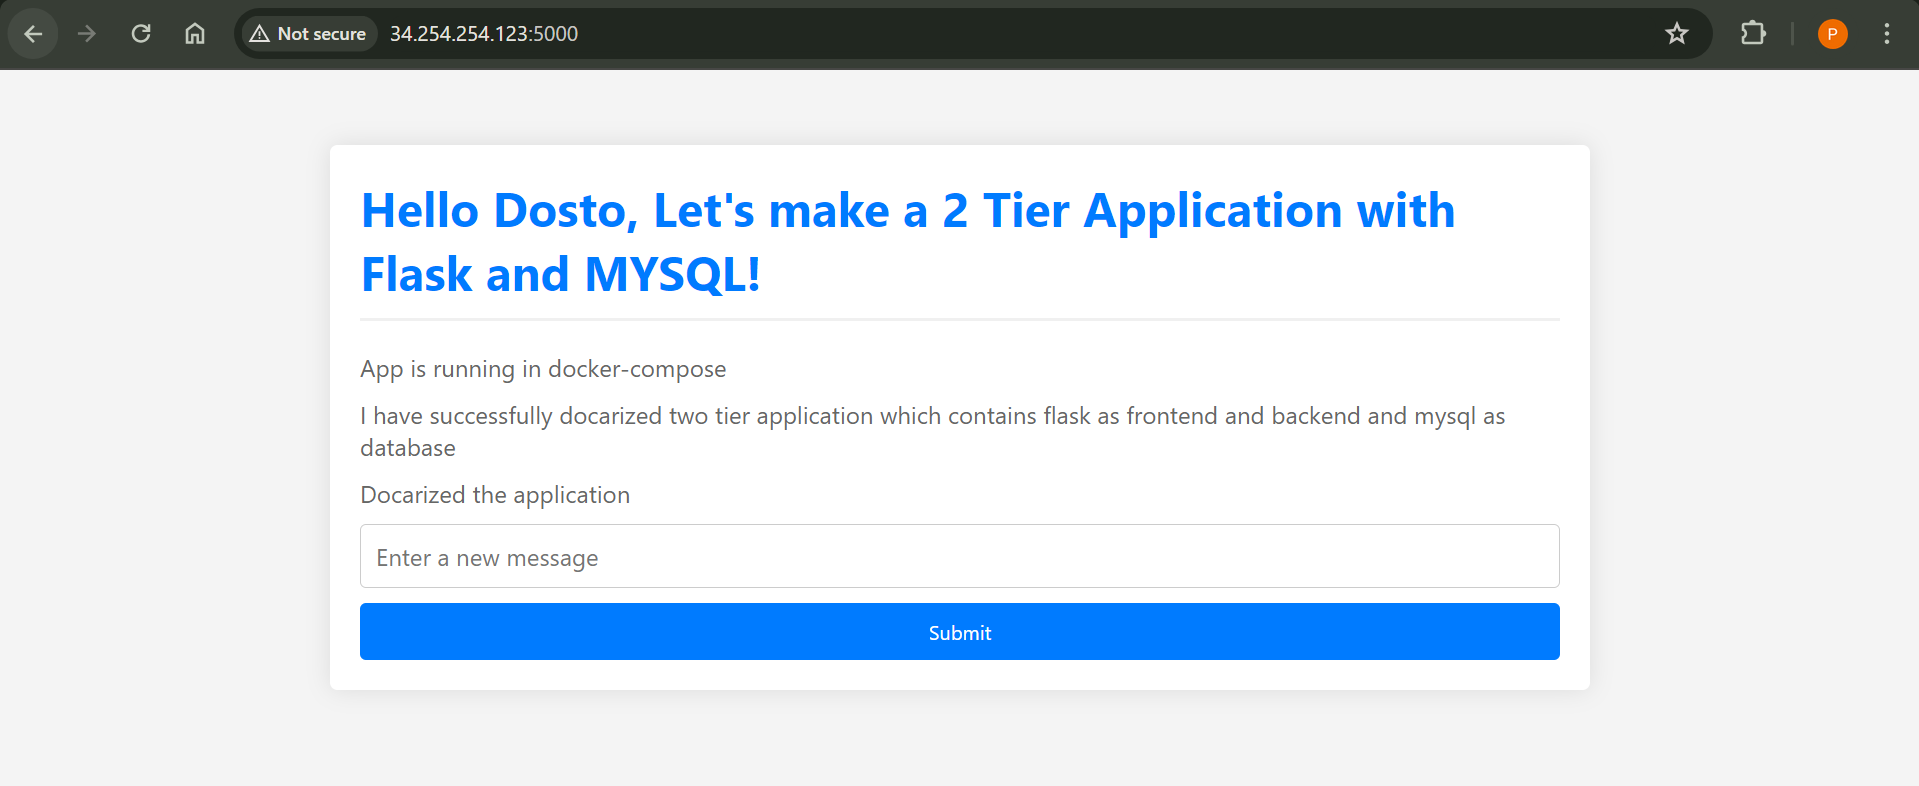 Not secure 34.254.254.123:5000
P
Hello Dosto, Let's make a 2 Tier Application with
Flask and MYSQL!
App is running in docker-compose
I have successfully docarized two tier application which contains flask as frontend and backend and mysql as
database
Docarized the application
Enter a new message
Submit